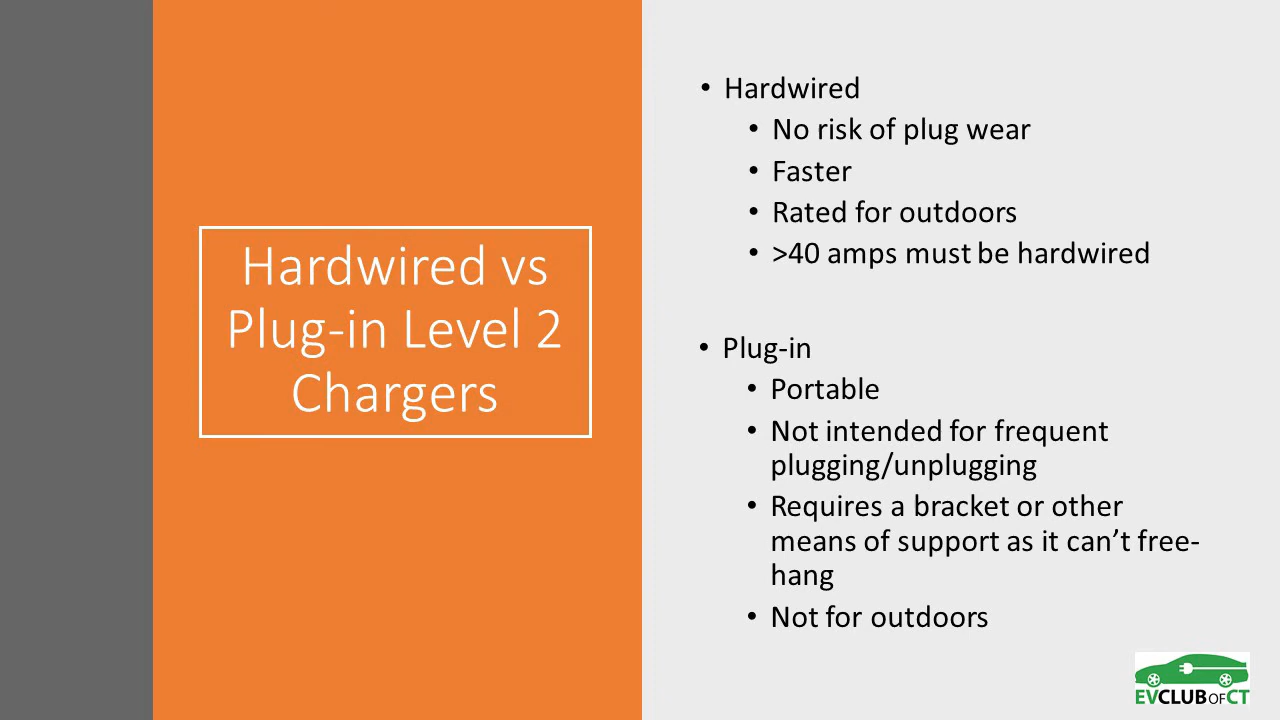 Hardwired vs
Plug-in Level 2
Chargers
• Hardwired
• No risk of plug wear
• Faster
• Rated for outdoors
• >40 amps must be hardwired
• Plug-in
• Portable
• Not intended for frequent
plugging/unplugging
• Requires a bracket or other
means of support as it can’t free-
hang
• Not for outdoors
EVCLUBOFCT